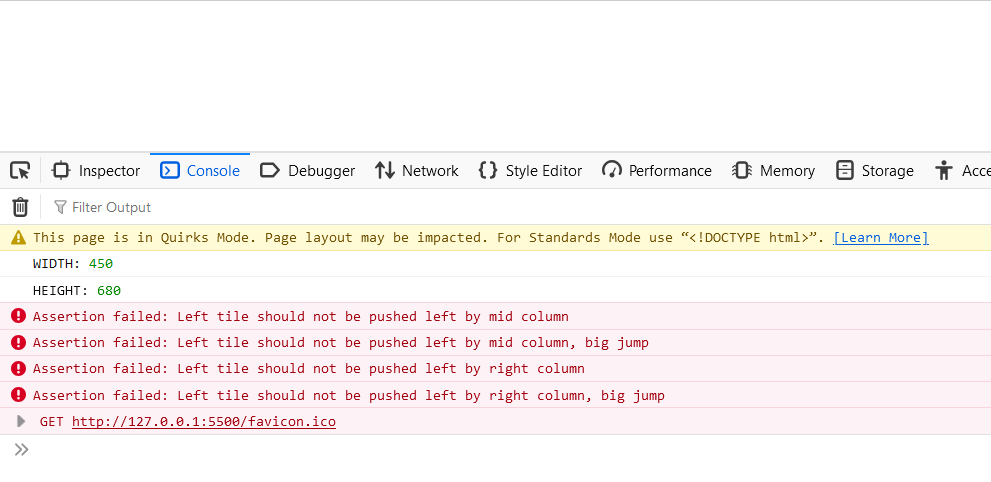 Inspector Console Debugger Network Style Editor Performance Memory Storage Acce
Filter Output
This page is in Quirks Mode. Page layout may be impacted. For Standards Mode use “<!DOCTYPE html>”. [Learn More]
WIDTH: 450
HEIGHT: 680
Assertion failed: Left tile should not be pushed left by mid column
Assertion failed: Left tile should not be pushed left by mid column, big jump
Assertion failed: Left tile should not be pushed left by right column
Assertion failed: Left tile should not be pushed left by right column, big jump
GET http://127.0.0.1:5500/favicon.ico